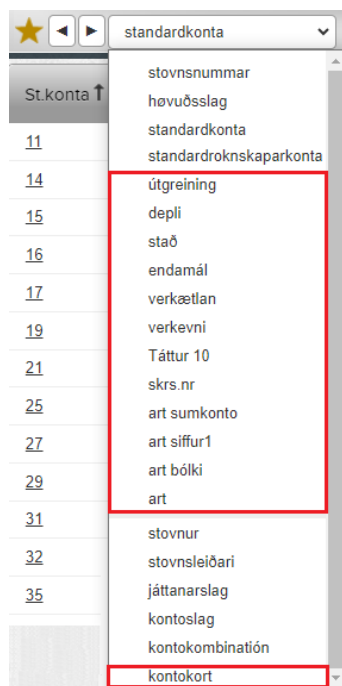 standardkonta
St.konta
11
14
15
16
17
19
21
25
27
29
31
32
35
stovnsnummar
høvuðsslag
standardkonta
standardroknskaparkonta
útgreining
depli
stað
endamál
verkætlan
verkevni
Táttur 10
skrs.nr
art sumkonto
art siffur1
art bólki
art
stovnur
stovnsleiðari
játtanarslag
kontoslag
kontokombinatión
kontokort